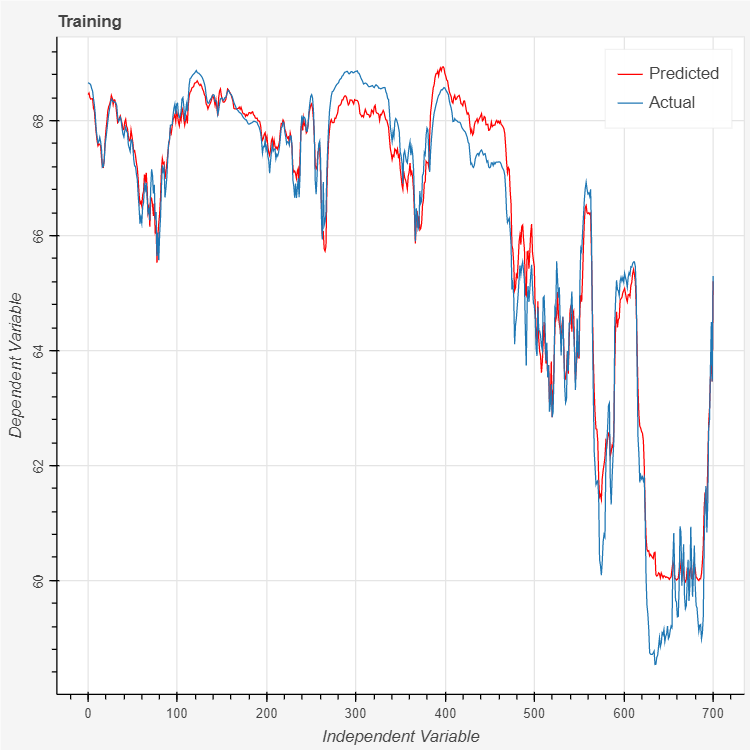 Training
Predicted
Actual
68
66
64
62
60
Dependent Variable
0 100 200 300 400 500 600 700
Independent Variable